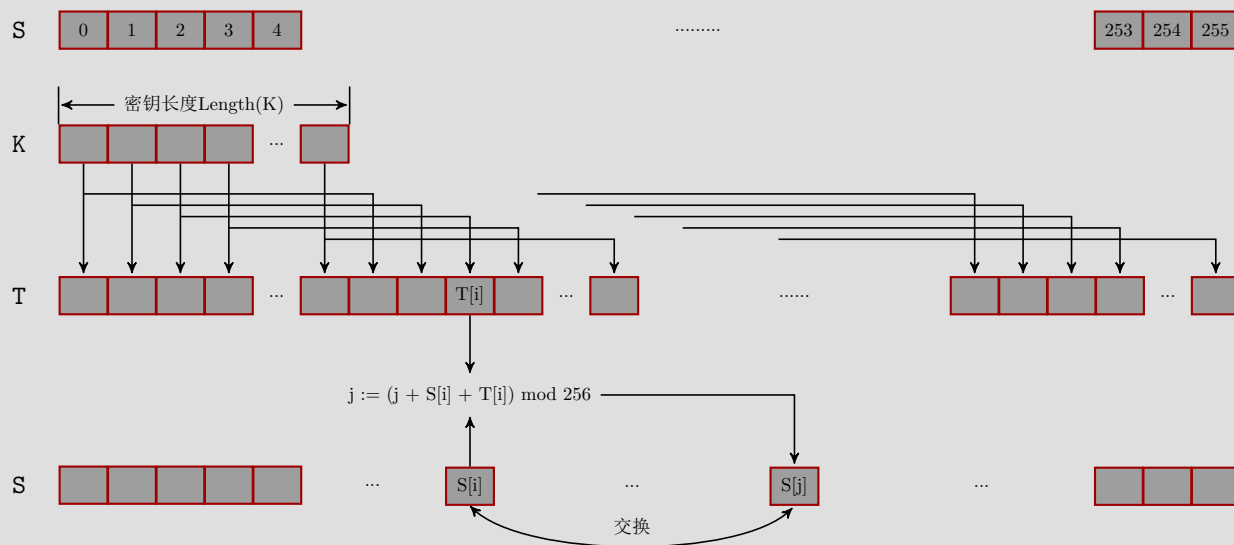 S 0 1 2 3 4 ········· 253 254 255
密钥长度Length(K)
K ···
T ··· T[i] ··· ······ ···
j := (j + S[i] + T[i]) mod 256
S ··· S[i] ··· S[j] ···
交换